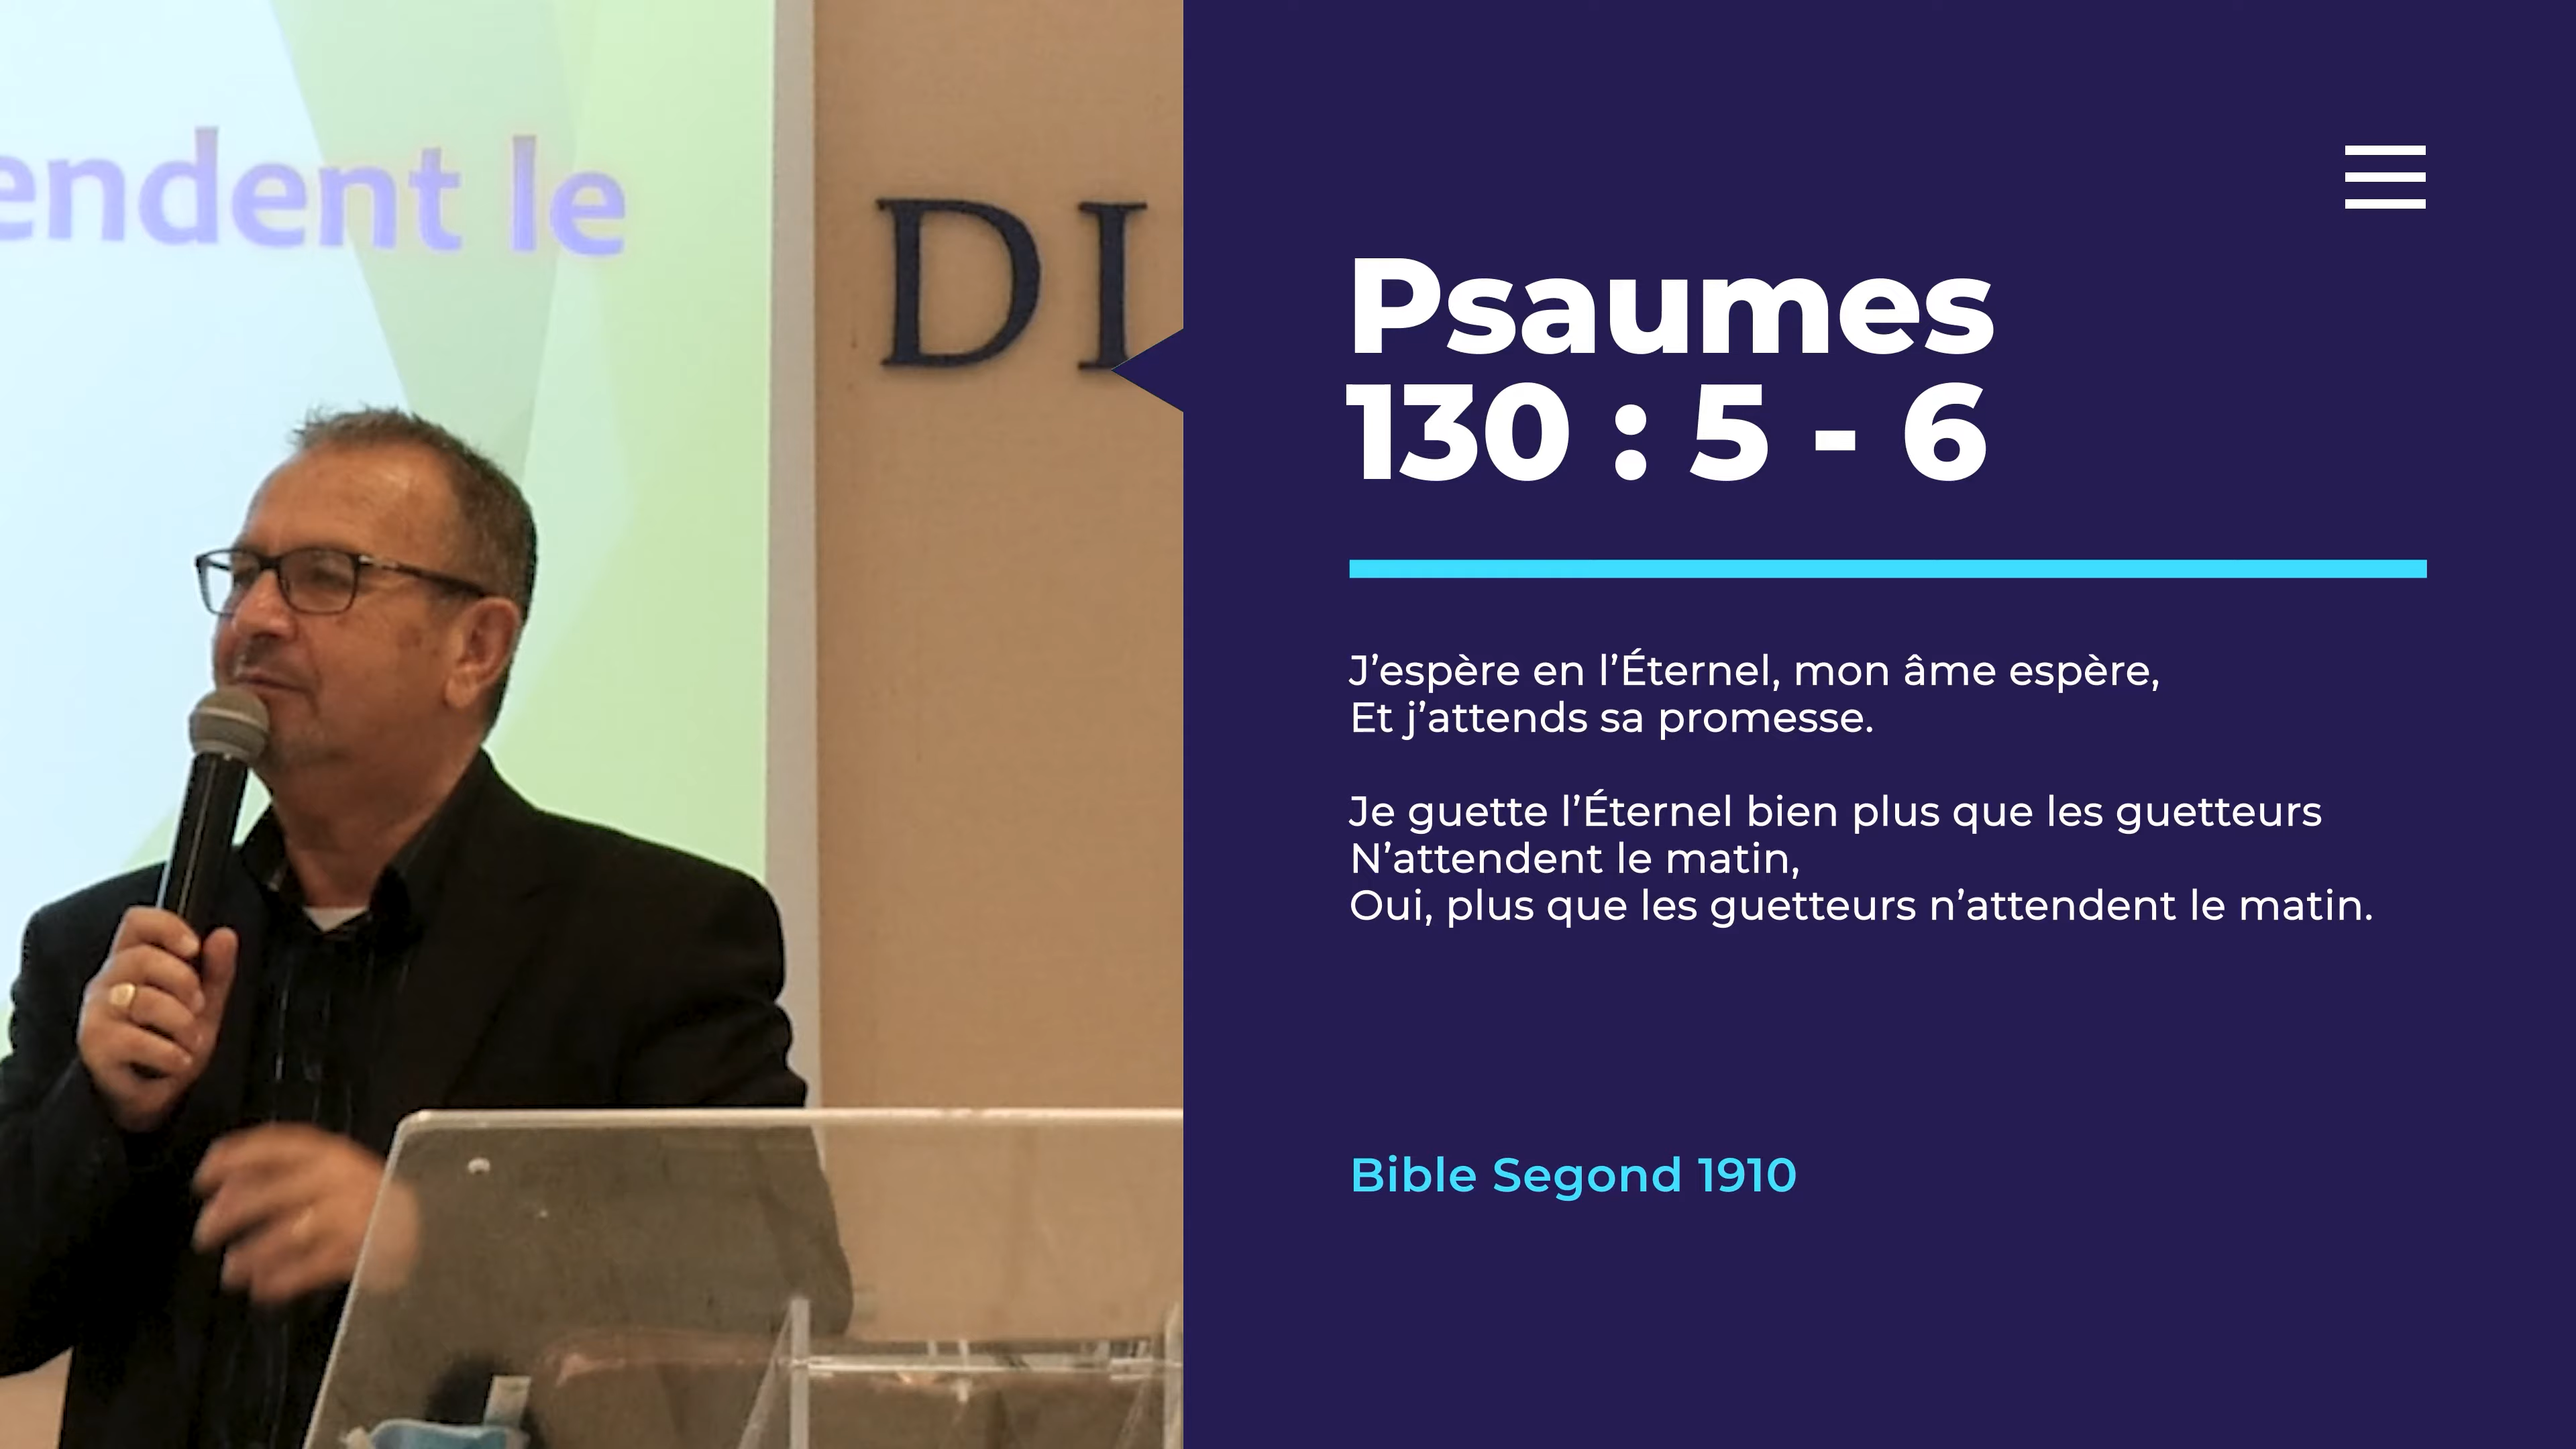 endent le
DI
Psaumes
130 : 5 - 6
J’espère en l’Éternel, mon âme espère,
Et j’attends sa promesse.
Je guette l’Éternel bien plus que les guetteurs
N’attendent le matin,
Oui, plus que les guetteurs n’attendent le matin.
Bible Segond 1910